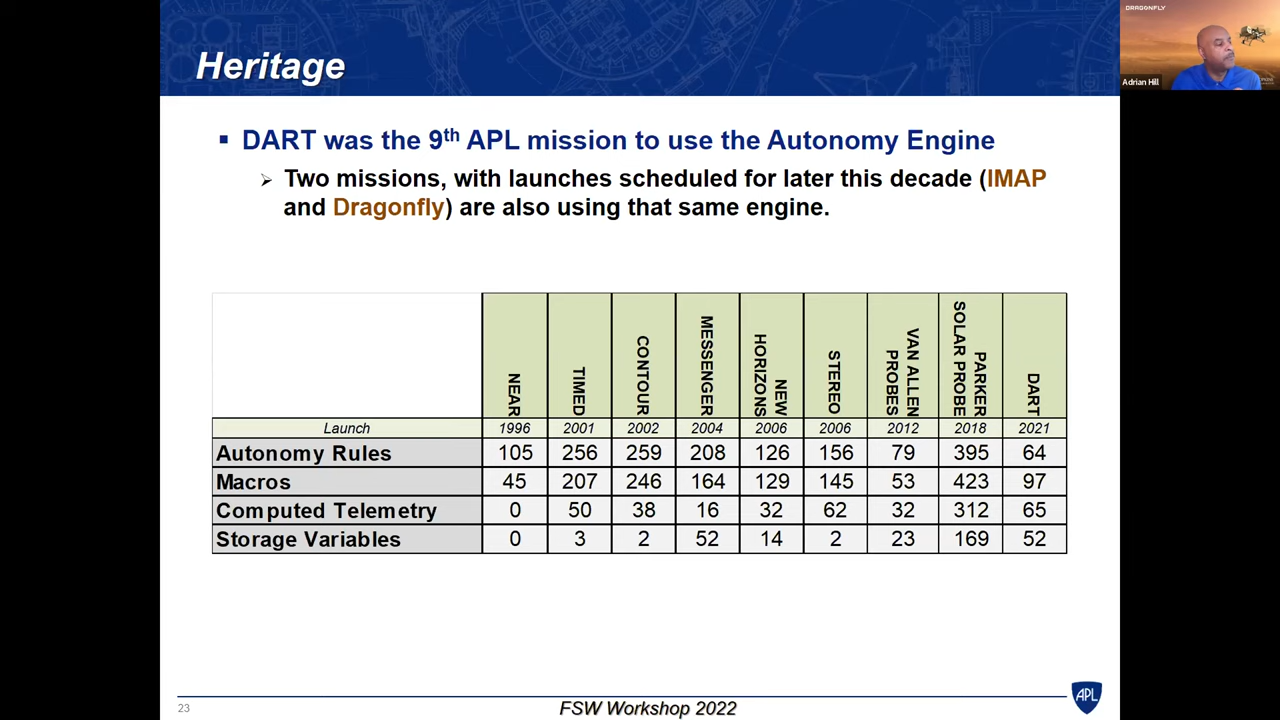 Heritage
DRAGONFLY
Adrian Hill
▪ DART was the 9th APL mission to use the Autonomy Engine
➢ Two missions, with launches scheduled for later this decade (IMAP
and Dragonfly) are also using that same engine.
NEAR TIMED CONTOUR MESSENGER NEW HORIZONS STEREO VAN ALLEN PROBES PARKER SOLAR PROBE DART
Launch 1996 2001 2002 2004 2006 2006 2012 2018 2021
Autonomy Rules 105 256 259 208 126 156 79 395 64
Macros 45 207 246 164 129 145 53 423 97
Computed Telemetry 0 50 38 16 32 62 32 312 65
Storage Variables 0 3 2 52 14 2 23 169 52
23
FSW Workshop 2022
APL